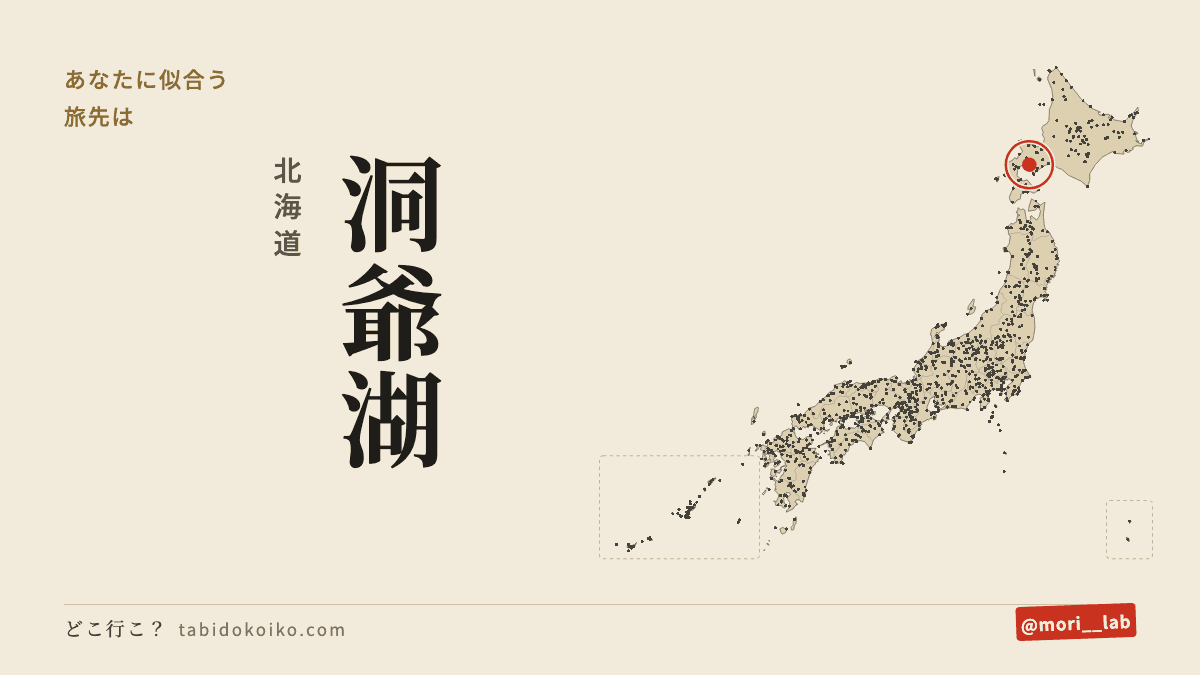 あなたに似合う
旅先は
洞爺湖
北海道
どこ行こ？ tabidokoiko.com
@mori__lab